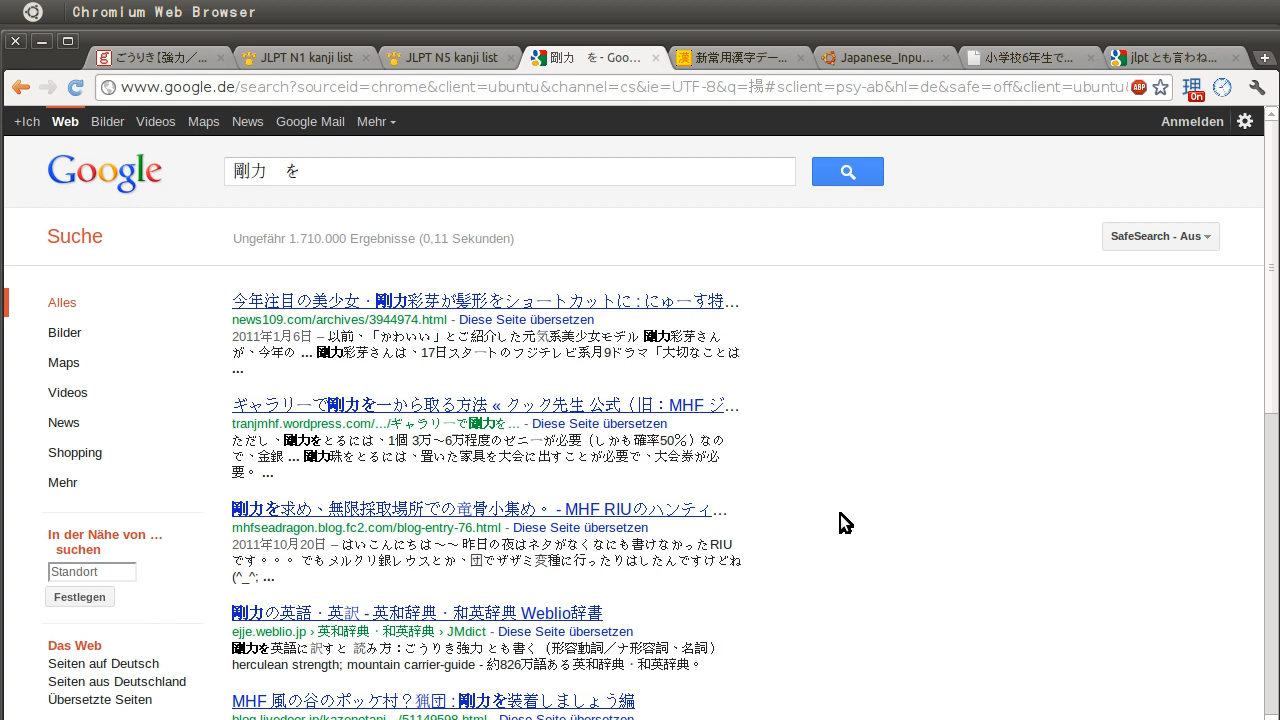 Chromium Web Browser
ごうりき【強力／...
JLPT N1 kanji list
JLPT N5 kanji list
剛力　を - Goo...
新常用漢字デー...
Japanese_Inpu...
小学校6年生で...
jlpt とも言わね...
www.google.de/search?sourceid=chrome&client=ubuntu&channel=cs&ie=UTF-8&q=揚#sclient=psy-ab&hl=de&safe=off&client=ubuntu
ABP
理 0n
+Ich Web Bilder Videos Maps News Google Mail Mehr
Anmelden
Google
剛力　を
Suche
Ungefähr 1.710.000 Ergebnisse (0,11 Sekunden)
SafeSearch - Aus
Alles
Bilder
Maps
Videos
News
Shopping
Mehr
In der Nähe von ...
suchen
Standort
Festlegen
Das Web
Seiten auf Deutsch
Seiten aus Deutschland
Übersetzte Seiten
今年注目の美少女・剛力彩芽が髪形をショートカットに : にゅーす特...
news109.com/archives/3944974.html - Diese Seite übersetzen
2011年1月6日 – 以前、「かわいい」とご紹介した元気系美少女モデル 剛力彩芽さん
が、今年の ... 剛力彩芽さんは、17日スタートのフジテレビ系月9ドラマ「大切なことは
...
ギャラリーで剛力を一から取る方法 « クック先生 公式（旧：MHF ジ...
tranjmhf.wordpress.com/.../ギャラリーで剛力を... - Diese Seite übersetzen
ただし、剛力をとるには、1個 3万～6万程度のゼニーが必要（しかも確率50％）なの
で、金銀 ... 剛力珠をとるには、置いた家具を大会に出すことが必要で、大会券が必
要。 ...
剛力を求め、無限採取場所での竜骨小集め。 - MHF RIUのハンティ...
mhfseadragon.blog.fc2.com/blog-entry-76.html - Diese Seite übersetzen
2011年10月20日 – はいこんにちは～～ 昨日の夜はネタがなくなにも書けなかったRIU
です。。。 でもメルクリ銀レウスとか、団でザザミ変種に行ったりはしたんですけどね
(^_^; ...
剛力の英語・英訳 - 英和辞典・和英辞典 Weblio辞書
ejje.weblio.jp › 英和辞典・和英辞典 › JMdict - Diese Seite übersetzen
剛力を英語に訳すと 読み方：ごうりき強力 とも書く（形容動詞／ナ形容詞、名詞）
herculean strength; mountain carrier-guide - 約826万語ある英和辞典・和英辞典。
MHF 風の谷のポッケ村？猟団 : 剛力を装着しましょう編
blog.livedoor.jp/kazenotani.../51149598.html - Diese Seite übersetzen